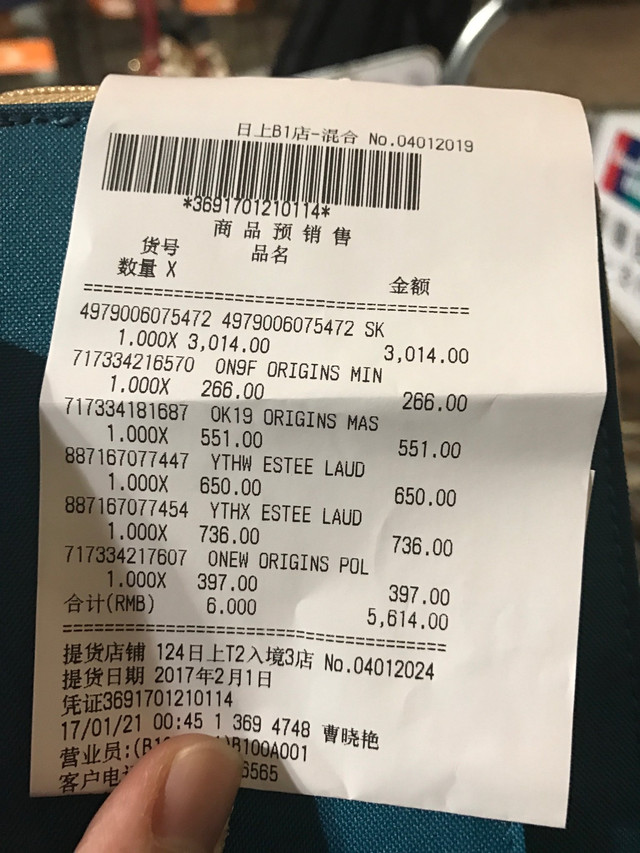 日上B1店-混合 No.04012019
*3691701210114*
商 品 预 销 售
货号 品名
数量 X 金额
================================================
4979006075472 4979006075472 SK
1.000X 3,014.00 3,014.00
717334216570 0N9F ORIGINS MIN
1.000X 266.00 266.00
717334181687 OK19 ORIGINS MAS
1.000X 551.00 551.00
887167077447 YTHW ESTEE LAUD
1.000X 650.00 650.00
887167077454 YTHX ESTEE LAUD
1.000X 736.00 736.00
717334217607 ONEW ORIGINS POL
1.000X 397.00 397.00
合计(RMB) 6.000 5,614.00
================================================
提货店铺 124日上T2入境3店 No.04012024
提货日期 2017年2月1日
凭证3691701210114
17/01/21 00:45 1 369 4748 曹晓艳
营业员:(B1 )B100A001
客户电 6565